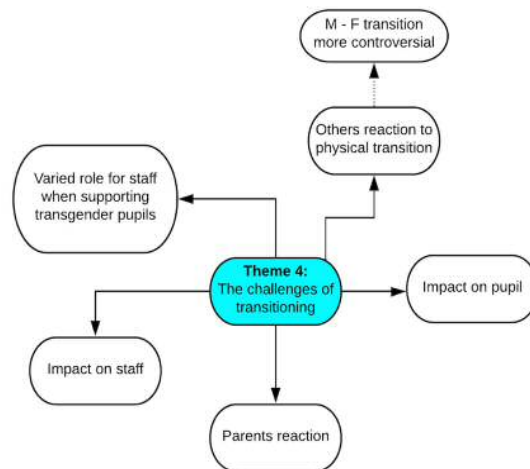 M - F transition
more controversial
Others reaction to
physical transition
Varied role for staff
when supporting
transgender pupils
Theme 4:
The challenges of
transitioning
Impact on pupil
Impact on staff
Parents reaction